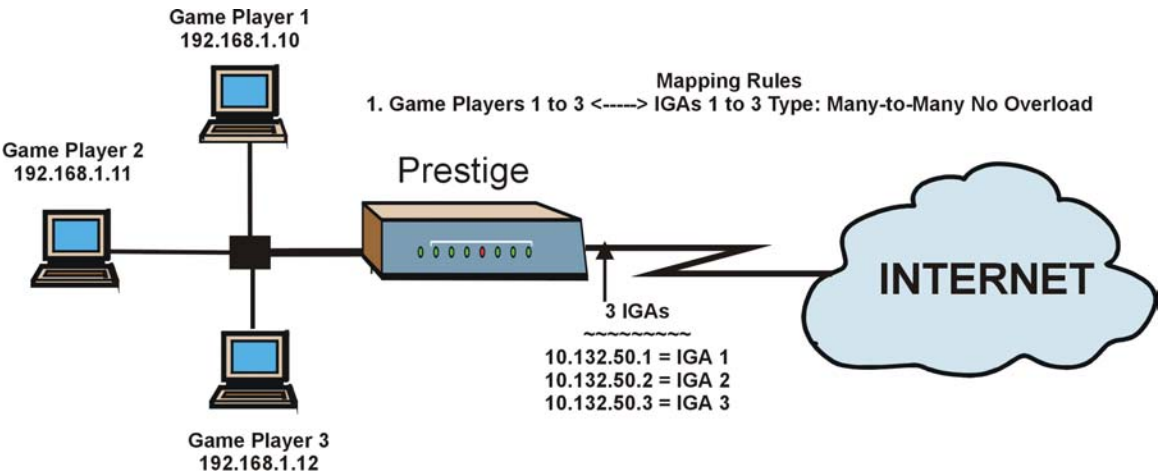 Game Player 1
192.168.1.10
Mapping Rules
1. Game Players 1 to 3 <-----> IGAs 1 to 3 Type: Many-to-Many No Overload
Game Player 2
192.168.1.11
Prestige
INTERNET
3 IGAs
~~~~~~~~~
10.132.50.1 = IGA 1
10.132.50.2 = IGA 2
10.132.50.3 = IGA 3
Game Player 3
192.168.1.12